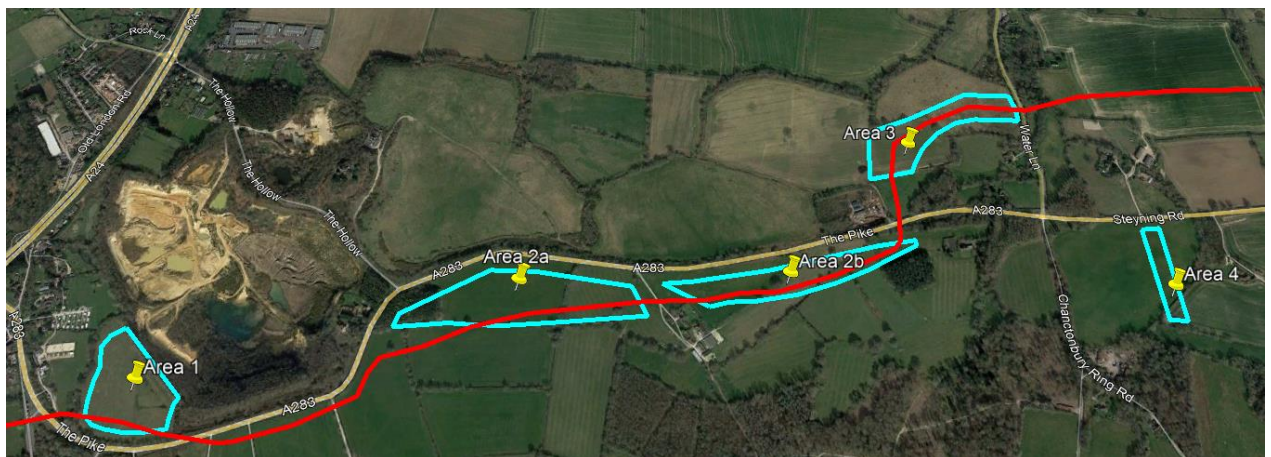 A24
Rock Ln
Old London Rd
The Hollow
A24
The Hollow
The Hollow
Area 3
Water Ln
A283
Steyning Rd
The Pike
Area 2a
A283
Area 2b
A283
Area 4
A283
Chanctonbury Ring Rd
Area 1
A283
The Pike